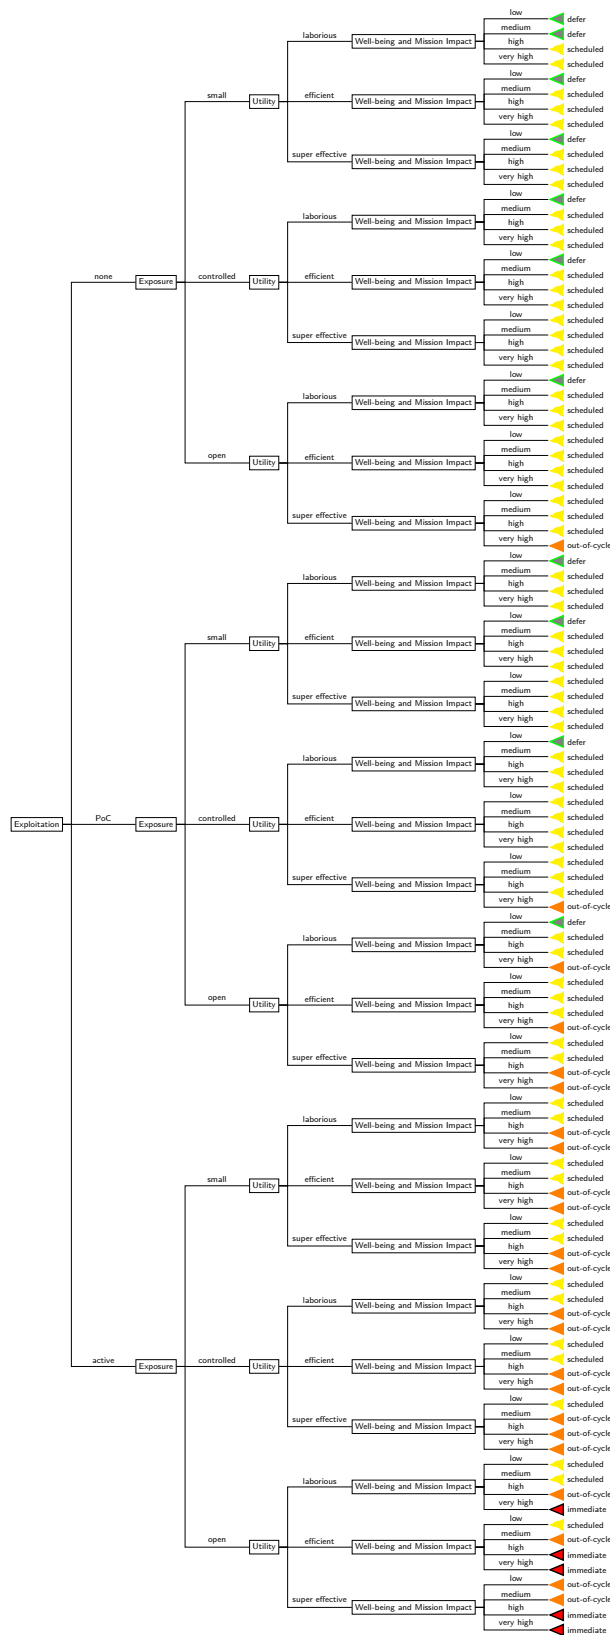 low defer
medium defer
laborious Well-being and Mission Impact high scheduled
very high scheduled
low defer
medium scheduled
small Utility efficient Well-being and Mission Impact high scheduled
very high scheduled
low defer
medium scheduled
super effective Well-being and Mission Impact high scheduled
very high scheduled
low defer
medium scheduled
laborious Well-being and Mission Impact high scheduled
very high scheduled
low defer
medium scheduled
none Exposure controlled Utility efficient Well-being and Mission Impact high scheduled
very high scheduled
low scheduled
medium scheduled
super effective Well-being and Mission Impact high scheduled
very high scheduled
low defer
medium scheduled
laborious Well-being and Mission Impact high scheduled
very high scheduled
low scheduled
medium scheduled
open Utility efficient Well-being and Mission Impact high scheduled
very high scheduled
low scheduled
medium scheduled
super effective Well-being and Mission Impact high scheduled
very high out-of-cycle
low defer
medium scheduled
laborious Well-being and Mission Impact high scheduled
very high scheduled
low defer
medium scheduled
small Utility efficient Well-being and Mission Impact high scheduled
very high scheduled
low scheduled
medium scheduled
super effective Well-being and Mission Impact high scheduled
very high scheduled
low defer
medium scheduled
laborious Well-being and Mission Impact high scheduled
very high scheduled
low scheduled
medium scheduled
Exploitation PoC Exposure controlled Utility efficient Well-being and Mission Impact high scheduled
very high scheduled
low scheduled
medium scheduled
super effective Well-being and Mission Impact high scheduled
very high out-of-cycle
low defer
medium scheduled
laborious Well-being and Mission Impact high scheduled
very high out-of-cycle
low scheduled
medium scheduled
open Utility efficient Well-being and Mission Impact high scheduled
very high out-of-cycle
low scheduled
medium scheduled
super effective Well-being and Mission Impact high out-of-cycle
very high out-of-cycle
low scheduled
medium scheduled
laborious Well-being and Mission Impact high out-of-cycle
very high out-of-cycle
low scheduled
medium scheduled
small Utility efficient Well-being and Mission Impact high out-of-cycle
very high out-of-cycle
low scheduled
medium scheduled
super effective Well-being and Mission Impact high out-of-cycle
very high out-of-cycle
low scheduled
medium scheduled
laborious Well-being and Mission Impact high out-of-cycle
very high out-of-cycle
low scheduled
medium scheduled
active Exposure controlled Utility efficient Well-being and Mission Impact high out-of-cycle
very high out-of-cycle
low scheduled
medium out-of-cycle
super effective Well-being and Mission Impact high out-of-cycle
very high out-of-cycle
low scheduled
medium scheduled
laborious Well-being and Mission Impact high out-of-cycle
very high immediate
low scheduled
medium out-of-cycle
open Utility efficient Well-being and Mission Impact high immediate
very high immediate
low out-of-cycle
medium out-of-cycle
super effective Well-being and Mission Impact high immediate
very high immediate